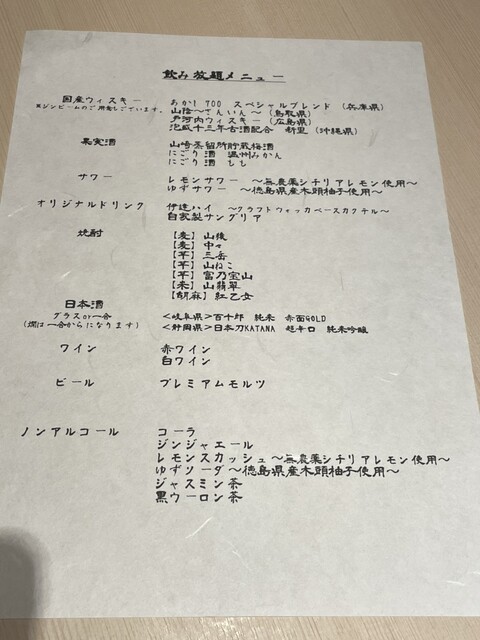 飲み放題メニュー
国産ウィスキー　あかし700　スペシャルブレンド　(兵庫県)
※ジンビームのご用意もございます。　山陰～さんいん～　(鳥取県)
戸河内ウィスキー　(広島県)
泡盛十三年古酒配合　新里　(沖縄県)
果実酒　山崎蒸留所貯蔵梅酒
にごり酒　温州みかん
にごり酒　もも
サワー　レモンサワー　～無農薬シチリアレモン使用～
ゆずサワー　～徳島県産木頭柚子使用～
オリジナルドリンク　伊達ハイ　～クラフトウォッカベースカクテル～
自家製サングリア
焼酎　【麦】山猿
【麦】中々
【芋】三岳
【芋】山ねこ
【芋】富乃宝山
【米】山翡翠
【胡麻】紅乙女
日本酒
グラスor一合　<岐阜県>百十郎　純米　赤面GOLD
(燗は一合からになります)　<静岡県>日本刀KATANA　超辛口　純米吟醸
ワイン　赤ワイン
白ワイン
ビール　プレミアムモルツ
ノンアルコール　コーラ
ジンジャエール
レモンスカッシュ～無農薬シチリアレモン使用～
ゆずソーダ～徳島県産木頭柚子使用～
ジャスミン茶
黒ウーロン茶